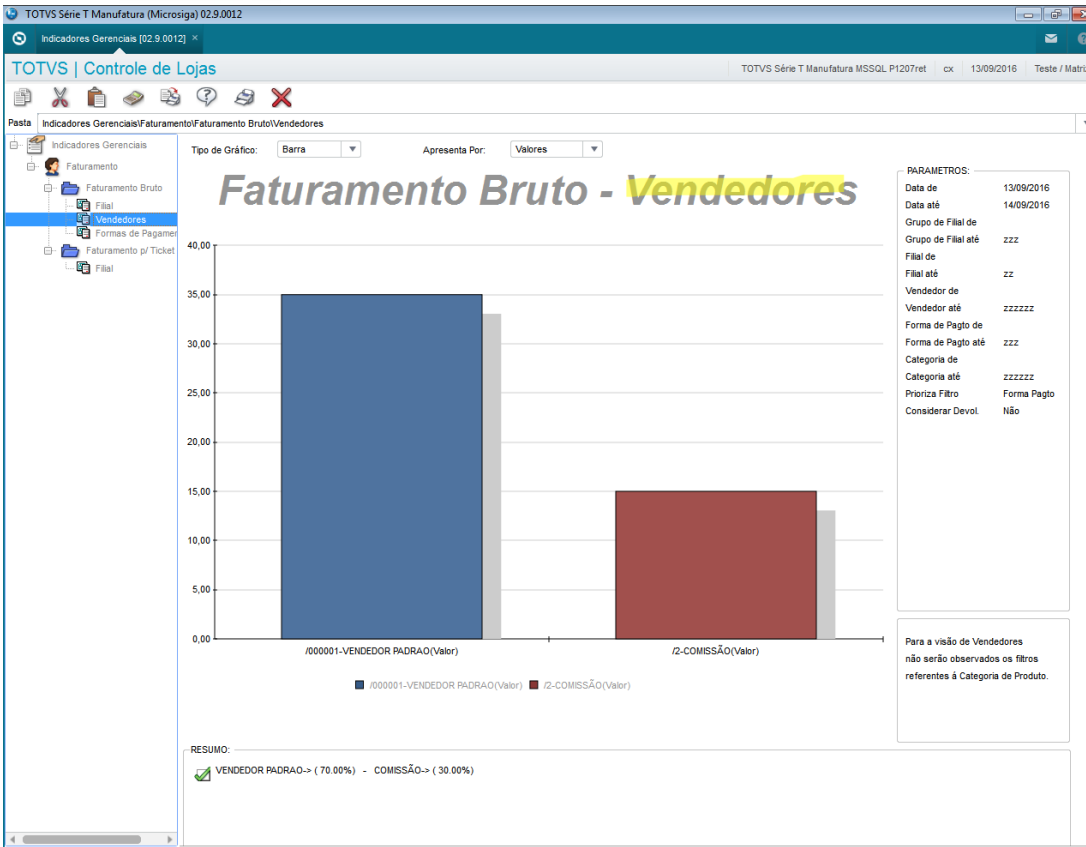 TOTVS Série T Manufatura (Microsiga) 02.9.0012
Indicadores Gerenciais [02.9.0012] ×
TOTVS | Controle de Lojas
TOTVS Série T Manufatura MSSQL P1207ret cx 13/09/2016 Teste / Matriz
Pasta Indicadores Gerenciais\Faturamento\Faturamento Bruto\Vendedores
Indicadores Gerenciais
Faturamento
Faturamento Bruto
Filial
Vendedores
Formas de Pagamen
Faturamento p/ Ticket
Filial
Tipo de Gráfico: Barra Apresenta Por: Valores
Faturamento Bruto - Vendedores
40,00
35,00
30,00
25,00
20,00
15,00
10,00
5,00
0,00
/000001-VENDEDOR PADRAO(Valor) /2-COMISSÃO(Valor)
/000001-VENDEDOR PADRAO(Valor) /2-COMISSÃO(Valor)
PARAMETROS:
Data de 13/09/2016
Data até 14/09/2016
Grupo de Filial de
Grupo de Filial até zzz
Filial de
Filial até zz
Vendedor de
Vendedor até zzzzzz
Forma de Pagto de
Forma de Pagto até zzz
Categoria de
Categoria até zzzzzz
Prioriza Filtro Forma Pagto
Considerar Devol. Não
Para a visão de Vendedores
não serão observados os filtros
referentes á Categoria de Produto.
RESUMO:
VENDEDOR PADRAO-> ( 70.00%) - COMISSÃO-> ( 30.00%)